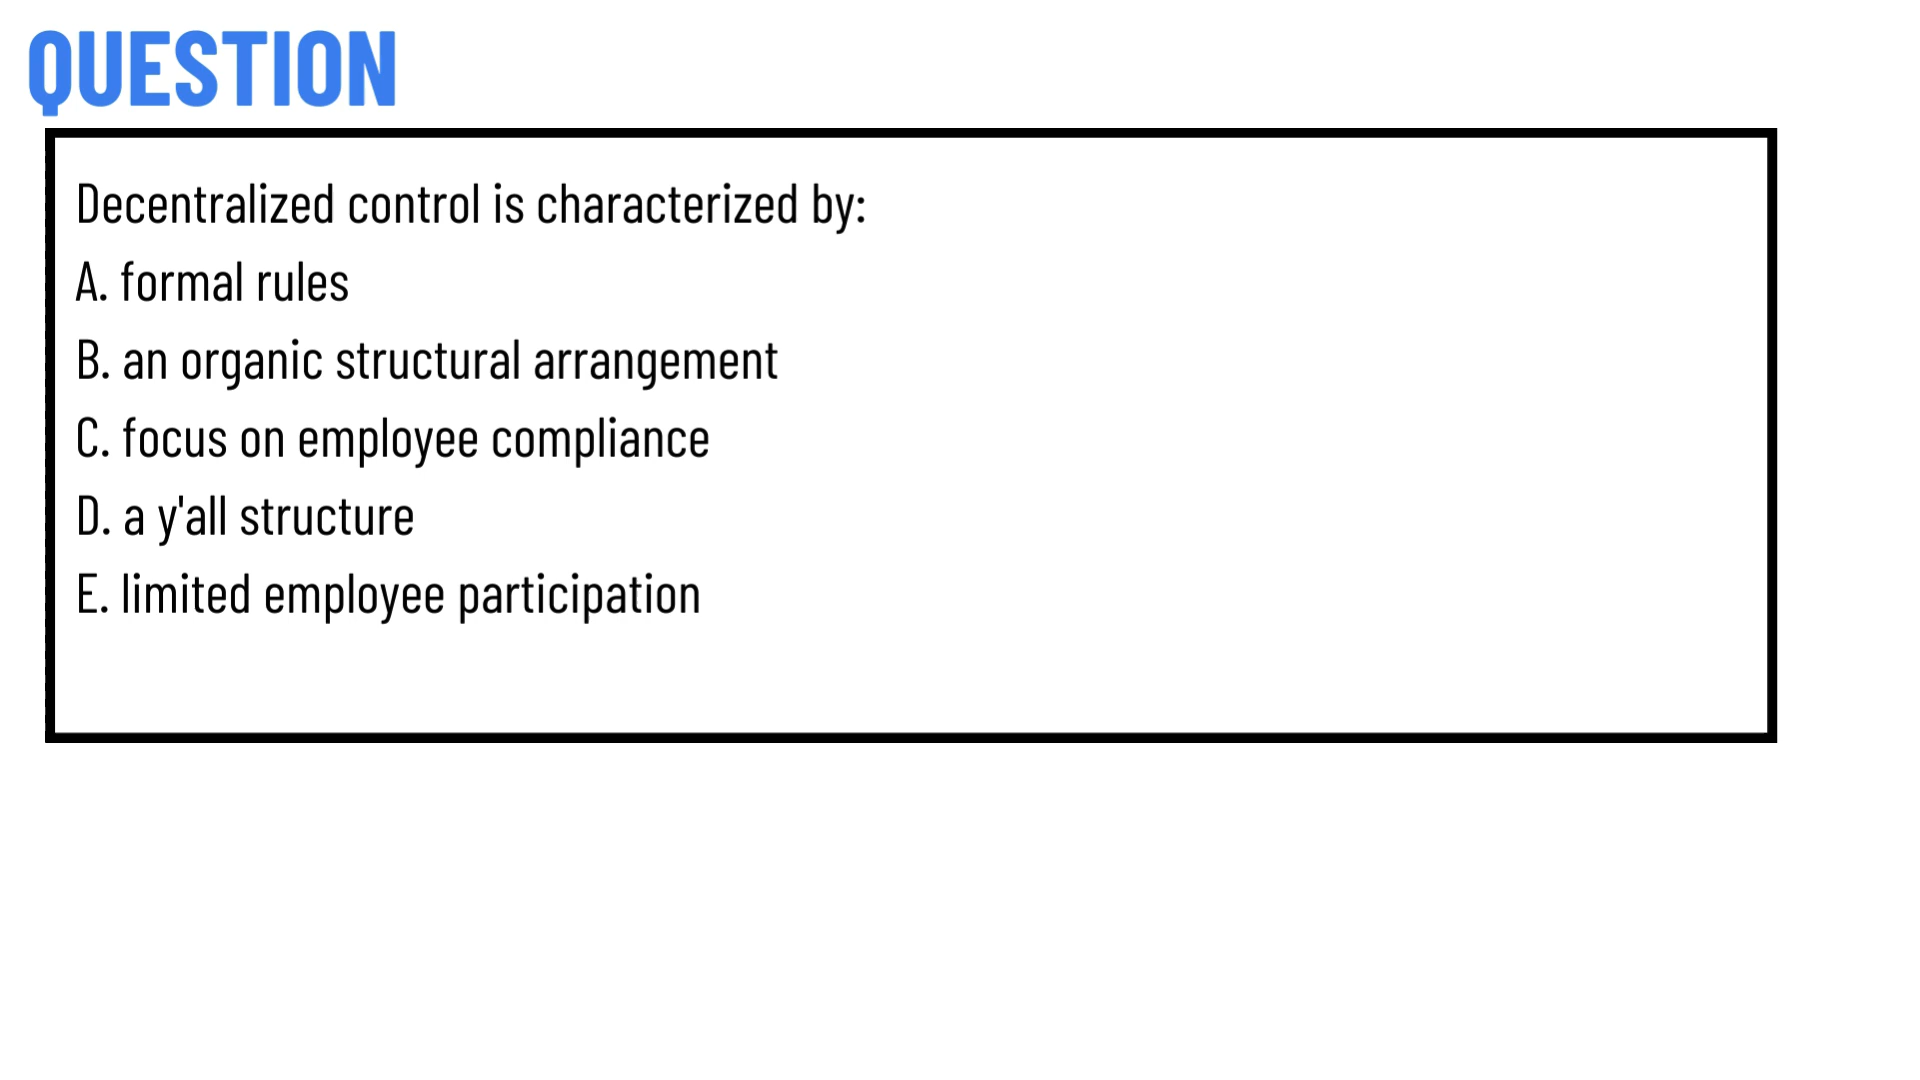 QUESTION
Decentralized control is characterized by:
A. formal rules
B. an organic structural arrangement
C. focus on employee compliance
D. a y'all structure
E. limited employee participation